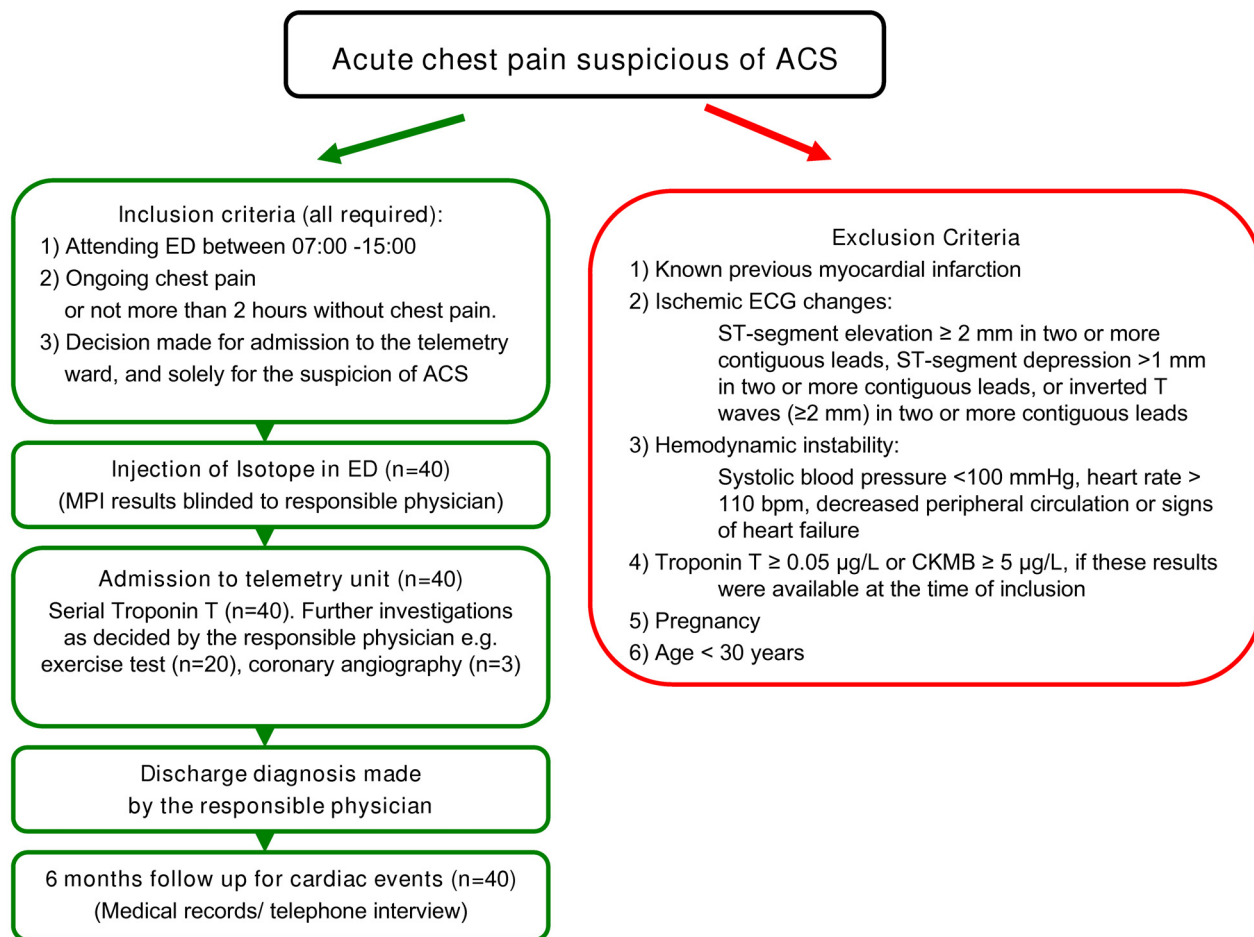 Acute chest pain suspicious of ACS
Inclusion criteria (all required):
1) Attending ED between 07:00 -15:00
2) Ongoing chest pain
or not more than 2 hours without chest pain.
3) Decision made for admission to the telemetry
ward, and solely for the suspicion of ACS
Injection of Isotope in ED (n=40)
(MPI results blinded to responsible physician)
Admission to telemetry unit (n=40)
Serial Troponin T (n=40). Further investigations
as decided by the responsible physician e.g.
exercise test (n=20), coronary angiography (n=3)
Discharge diagnosis made
by the responsible physician
6 months follow up for cardiac events (n=40)
(Medical records/ telephone interview)
Exclusion Criteria
1) Known previous myocardial infarction
2) Ischemic ECG changes:
ST-segment elevation ≥ 2 mm in two or more
contiguous leads, ST-segment depression >1 mm
in two or more contiguous leads, or inverted T
waves (≥2 mm) in two or more contiguous leads
3) Hemodynamic instability:
Systolic blood pressure <100 mmHg, heart rate >
110 bpm, decreased peripheral circulation or signs
of heart failure
4) Troponin T ≥ 0.05 µg/L or CKMB ≥ 5 µg/L, if these results
were available at the time of inclusion
5) Pregnancy
6) Age < 30 years